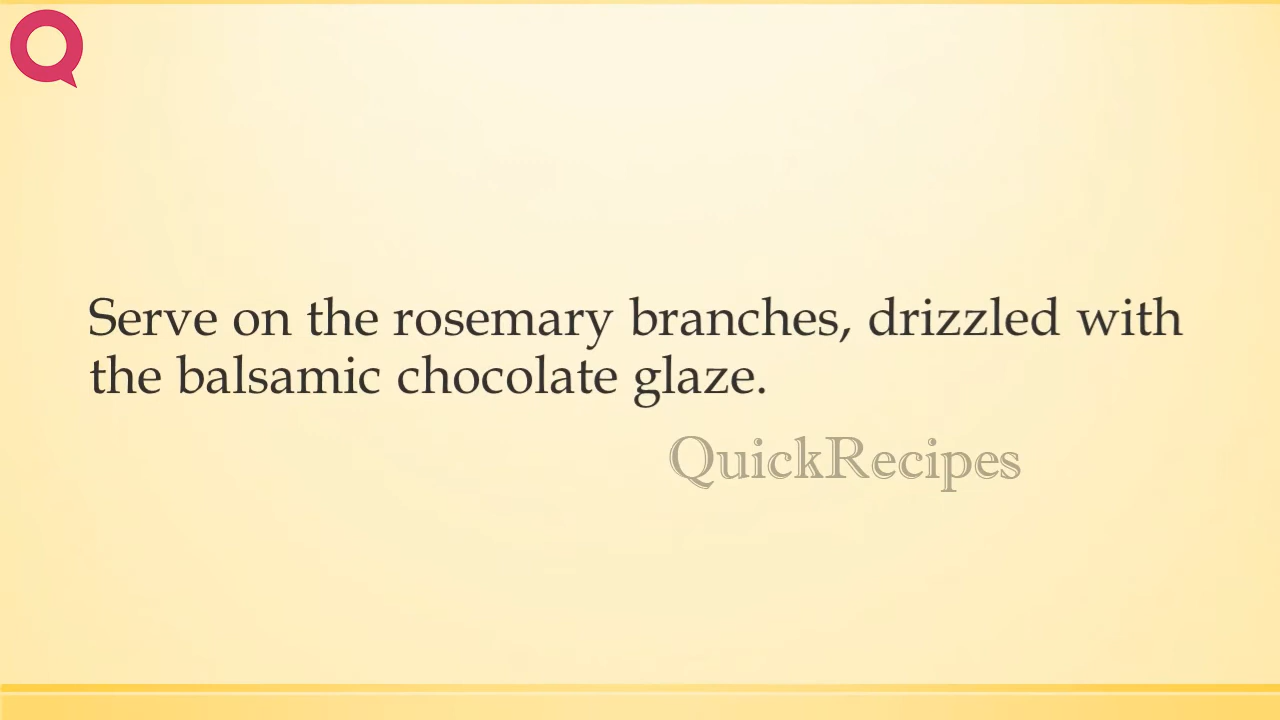 Serve on the rosemary branches, drizzled with
the balsamic chocolate glaze.
QuickRecipes